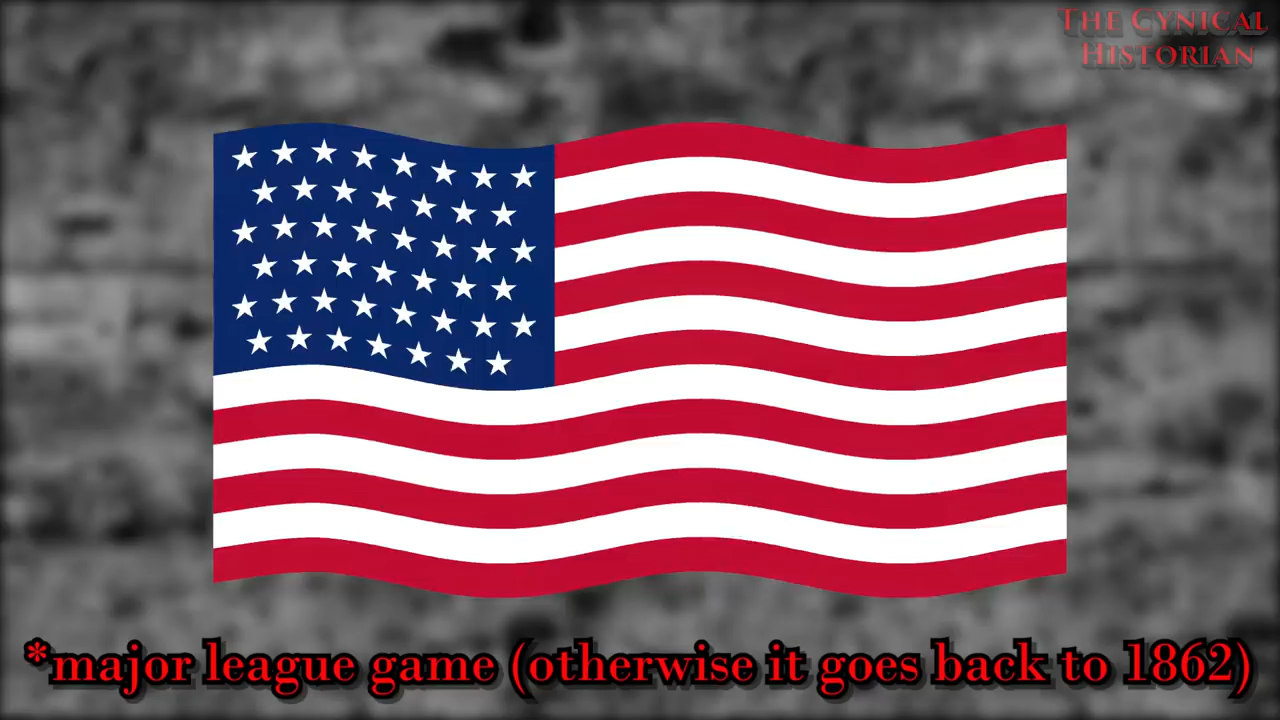 THE CYNICAL
HISTORIAN
*major league game (otherwise it goes back to 1862)